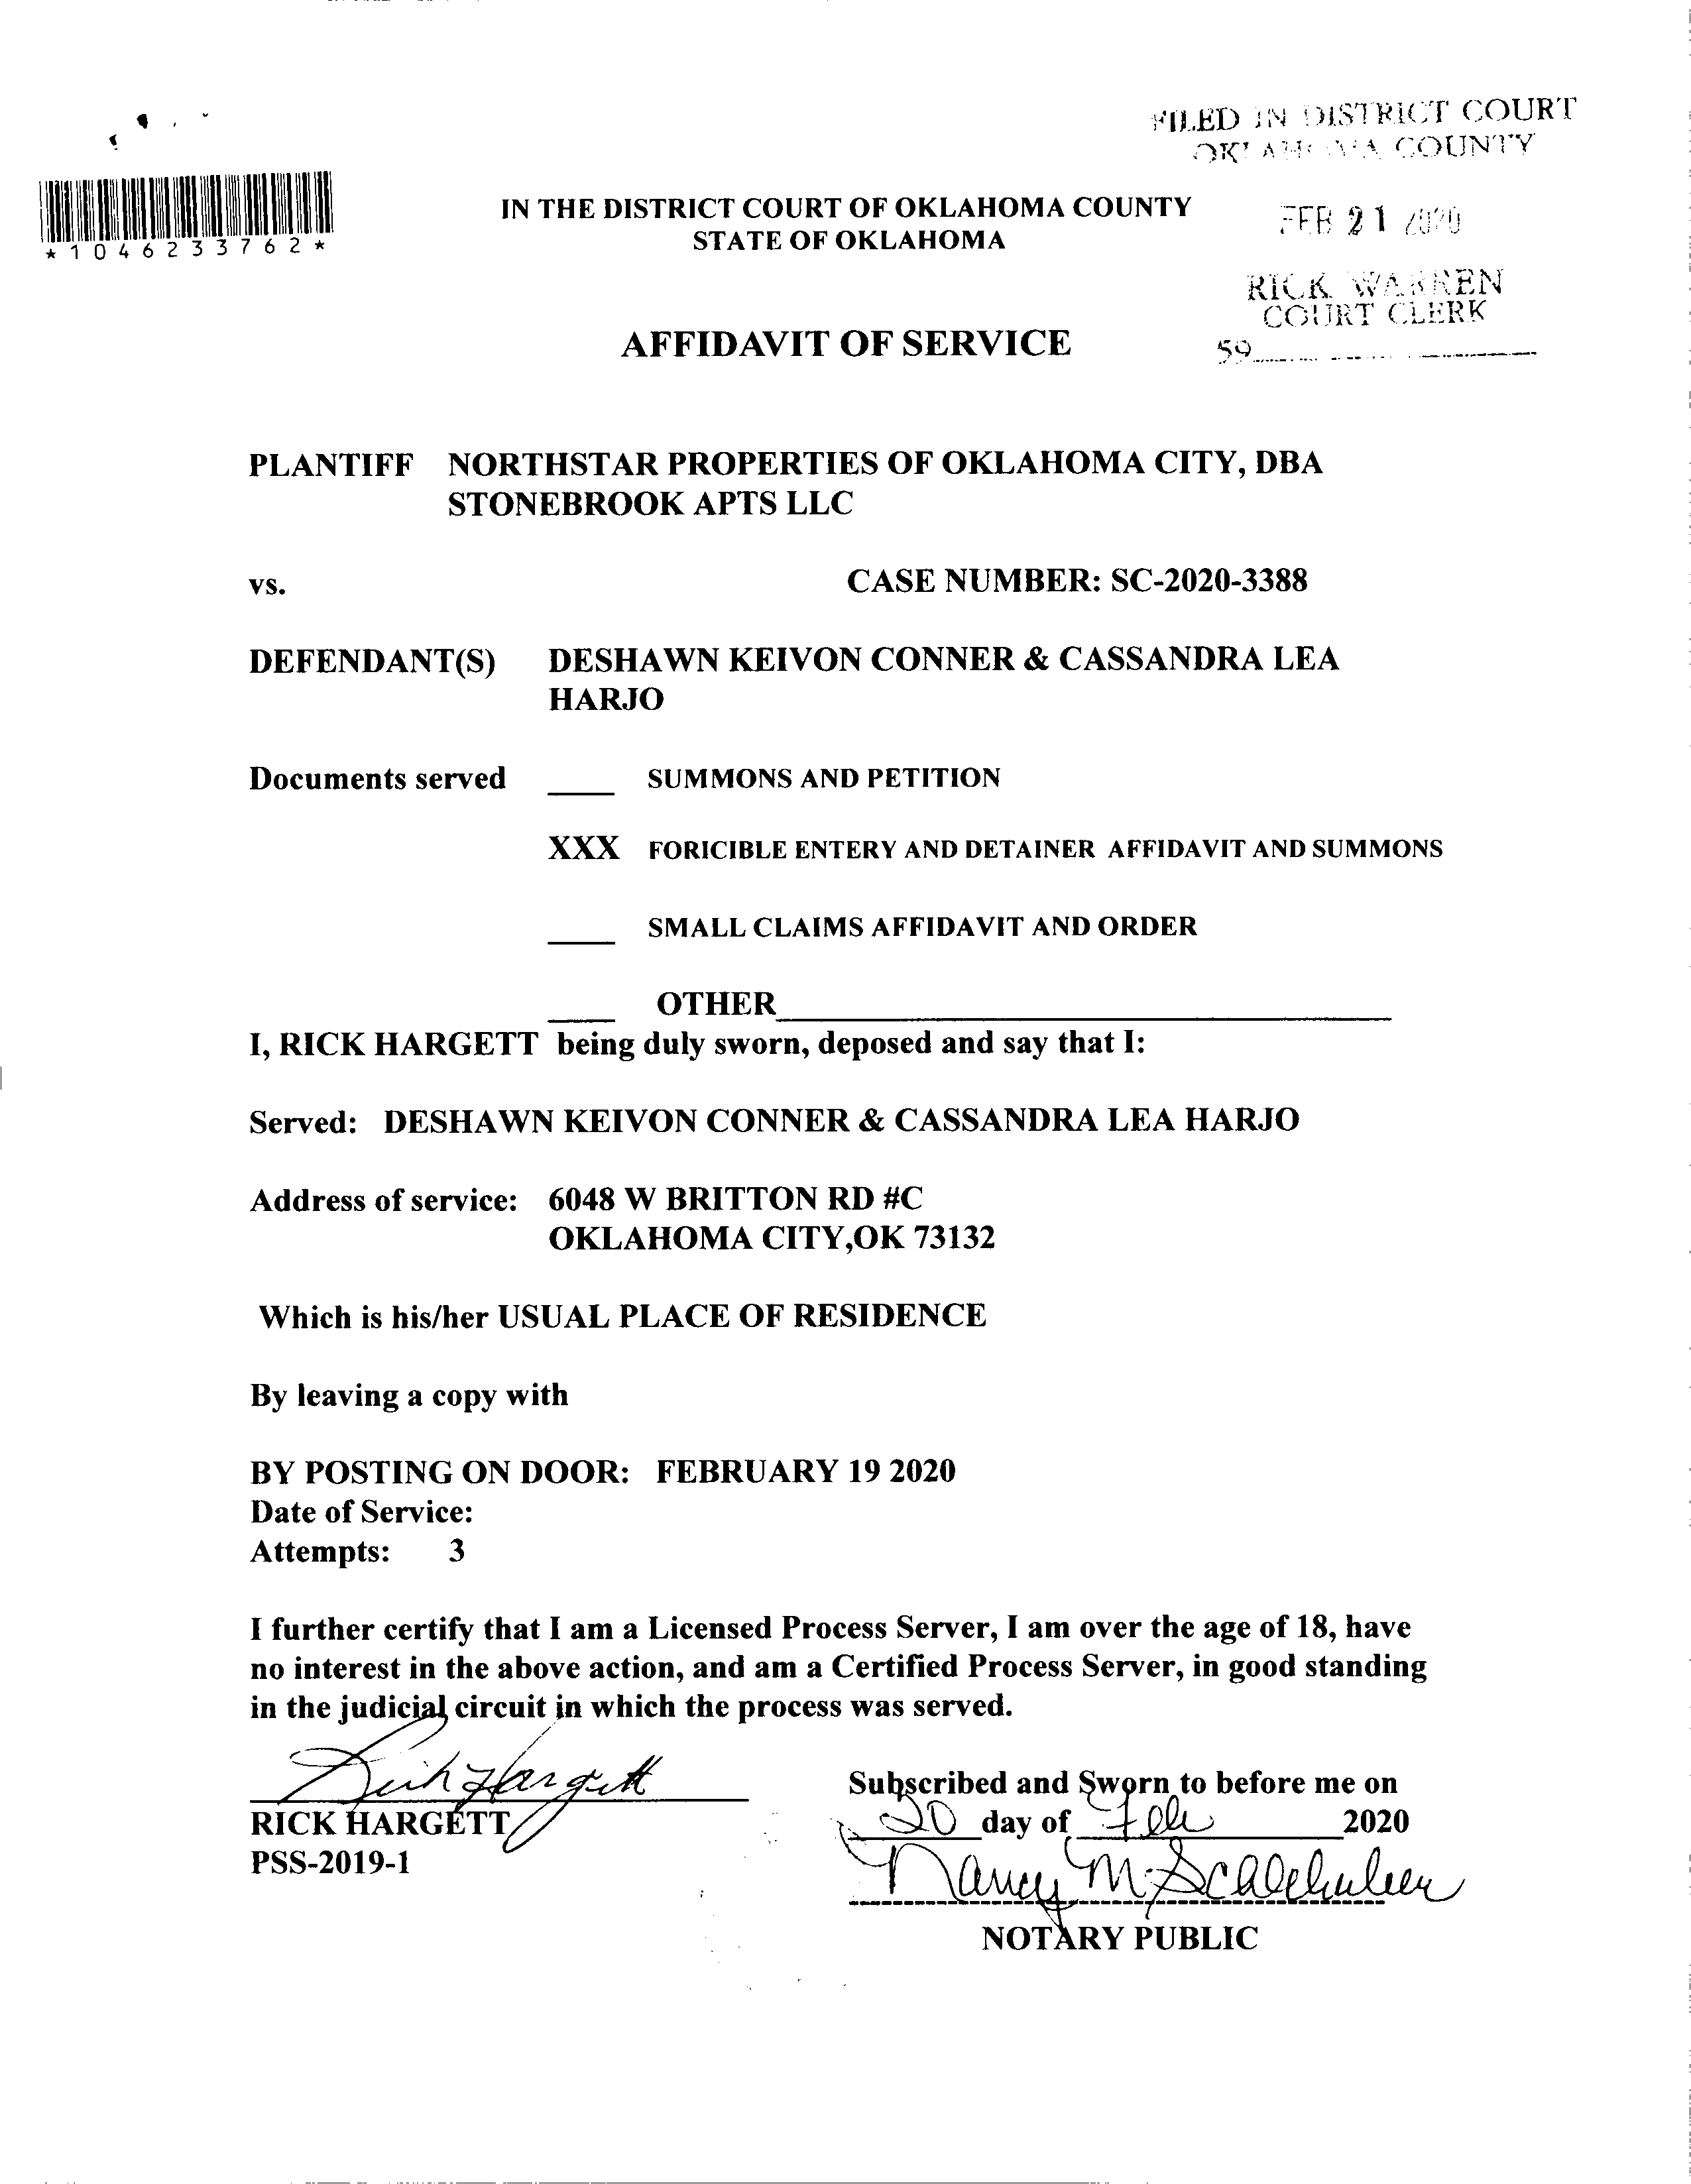 FILED IN DISTRICT COURT
OKLAHOMA COUNTY
FEB 21 2020
RICK WARREN
COURT CLERK
59
*1046233762*
IN THE DISTRICT COURT OF OKLAHOMA COUNTY
STATE OF OKLAHOMA
AFFIDAVIT OF SERVICE
PLANTIFF NORTHSTAR PROPERTIES OF OKLAHOMA CITY, DBA
STONEBROOK APTS LLC
vs. CASE NUMBER: SC-2020-3388
DEFENDANT(S) DESHAWN KEIVON CONNER & CASSANDRA LEA
HARJO
Documents served ____ SUMMONS AND PETITION
XXX FORICIBLE ENTERY AND DETAINER AFFIDAVIT AND SUMMONS
____ SMALL CLAIMS AFFIDAVIT AND ORDER
____ OTHER____
I, RICK HARGETT being duly sworn, deposed and say that I:
Served: DESHAWN KEIVON CONNER & CASSANDRA LEA HARJO
Address of service: 6048 W BRITTON RD #C
OKLAHOMA CITY,OK 73132
Which is his/her USUAL PLACE OF RESIDENCE
By leaving a copy with
BY POSTING ON DOOR: FEBRUARY 19 2020
Date of Service:
Attempts: 3
I further certify that I am a Licensed Process Server, I am over the age of 18, have
no interest in the above action, and am a Certified Process Server, in good standing
in the judicial circuit in which the process was served.
Rick Hargett
RICK HARGETT
PSS-2019-1
Subscribed and Sworn to before me on
20 day of Feb 2020
Nancy M
NOTARY PUBLIC